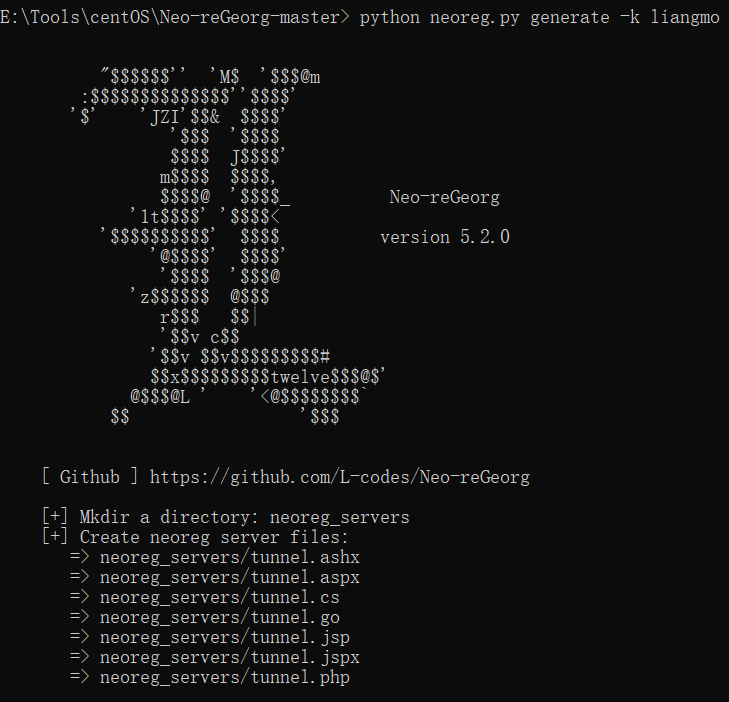 E:\Tools\centOS\Neo-reGeorg-master> python neoreg.py generate -k liangmo
"$$$$$$'' 'M$ '$$$@m
:$$$$$$$$$$$$$$''$$$$'
'$' 'JZI'$$& $$$$'
'$$$ '$$$$
$$$$ J$$$$'
m$$$$ $$$$,
$$$$@ '$$$$_ Neo-reGeorg
'1t$$$$' '$$$$<
'$$$$$$$$$$' $$$$ version 5.2.0
'@$$$$' $$$$'
'$$$$ '$$$@
'z$$$$$$ @$$$
r$$$ $$|
'$$v c$$
'$$v $$v$$$$$$$$$#
$$x$$$$$$$$$twelve$$$@$'
@$$$@L ' '<@$$$$$$$$`
$$ '$$$
[ Github ] https://github.com/L-codes/Neo-reGeorg
[+] Mkdir a directory: neoreg_servers
[+] Create neoreg server files:
=> neoreg_servers/tunnel.ashx
=> neoreg_servers/tunnel.aspx
=> neoreg_servers/tunnel.cs
=> neoreg_servers/tunnel.go
=> neoreg_servers/tunnel.jsp
=> neoreg_servers/tunnel.jspx
=> neoreg_servers/tunnel.php